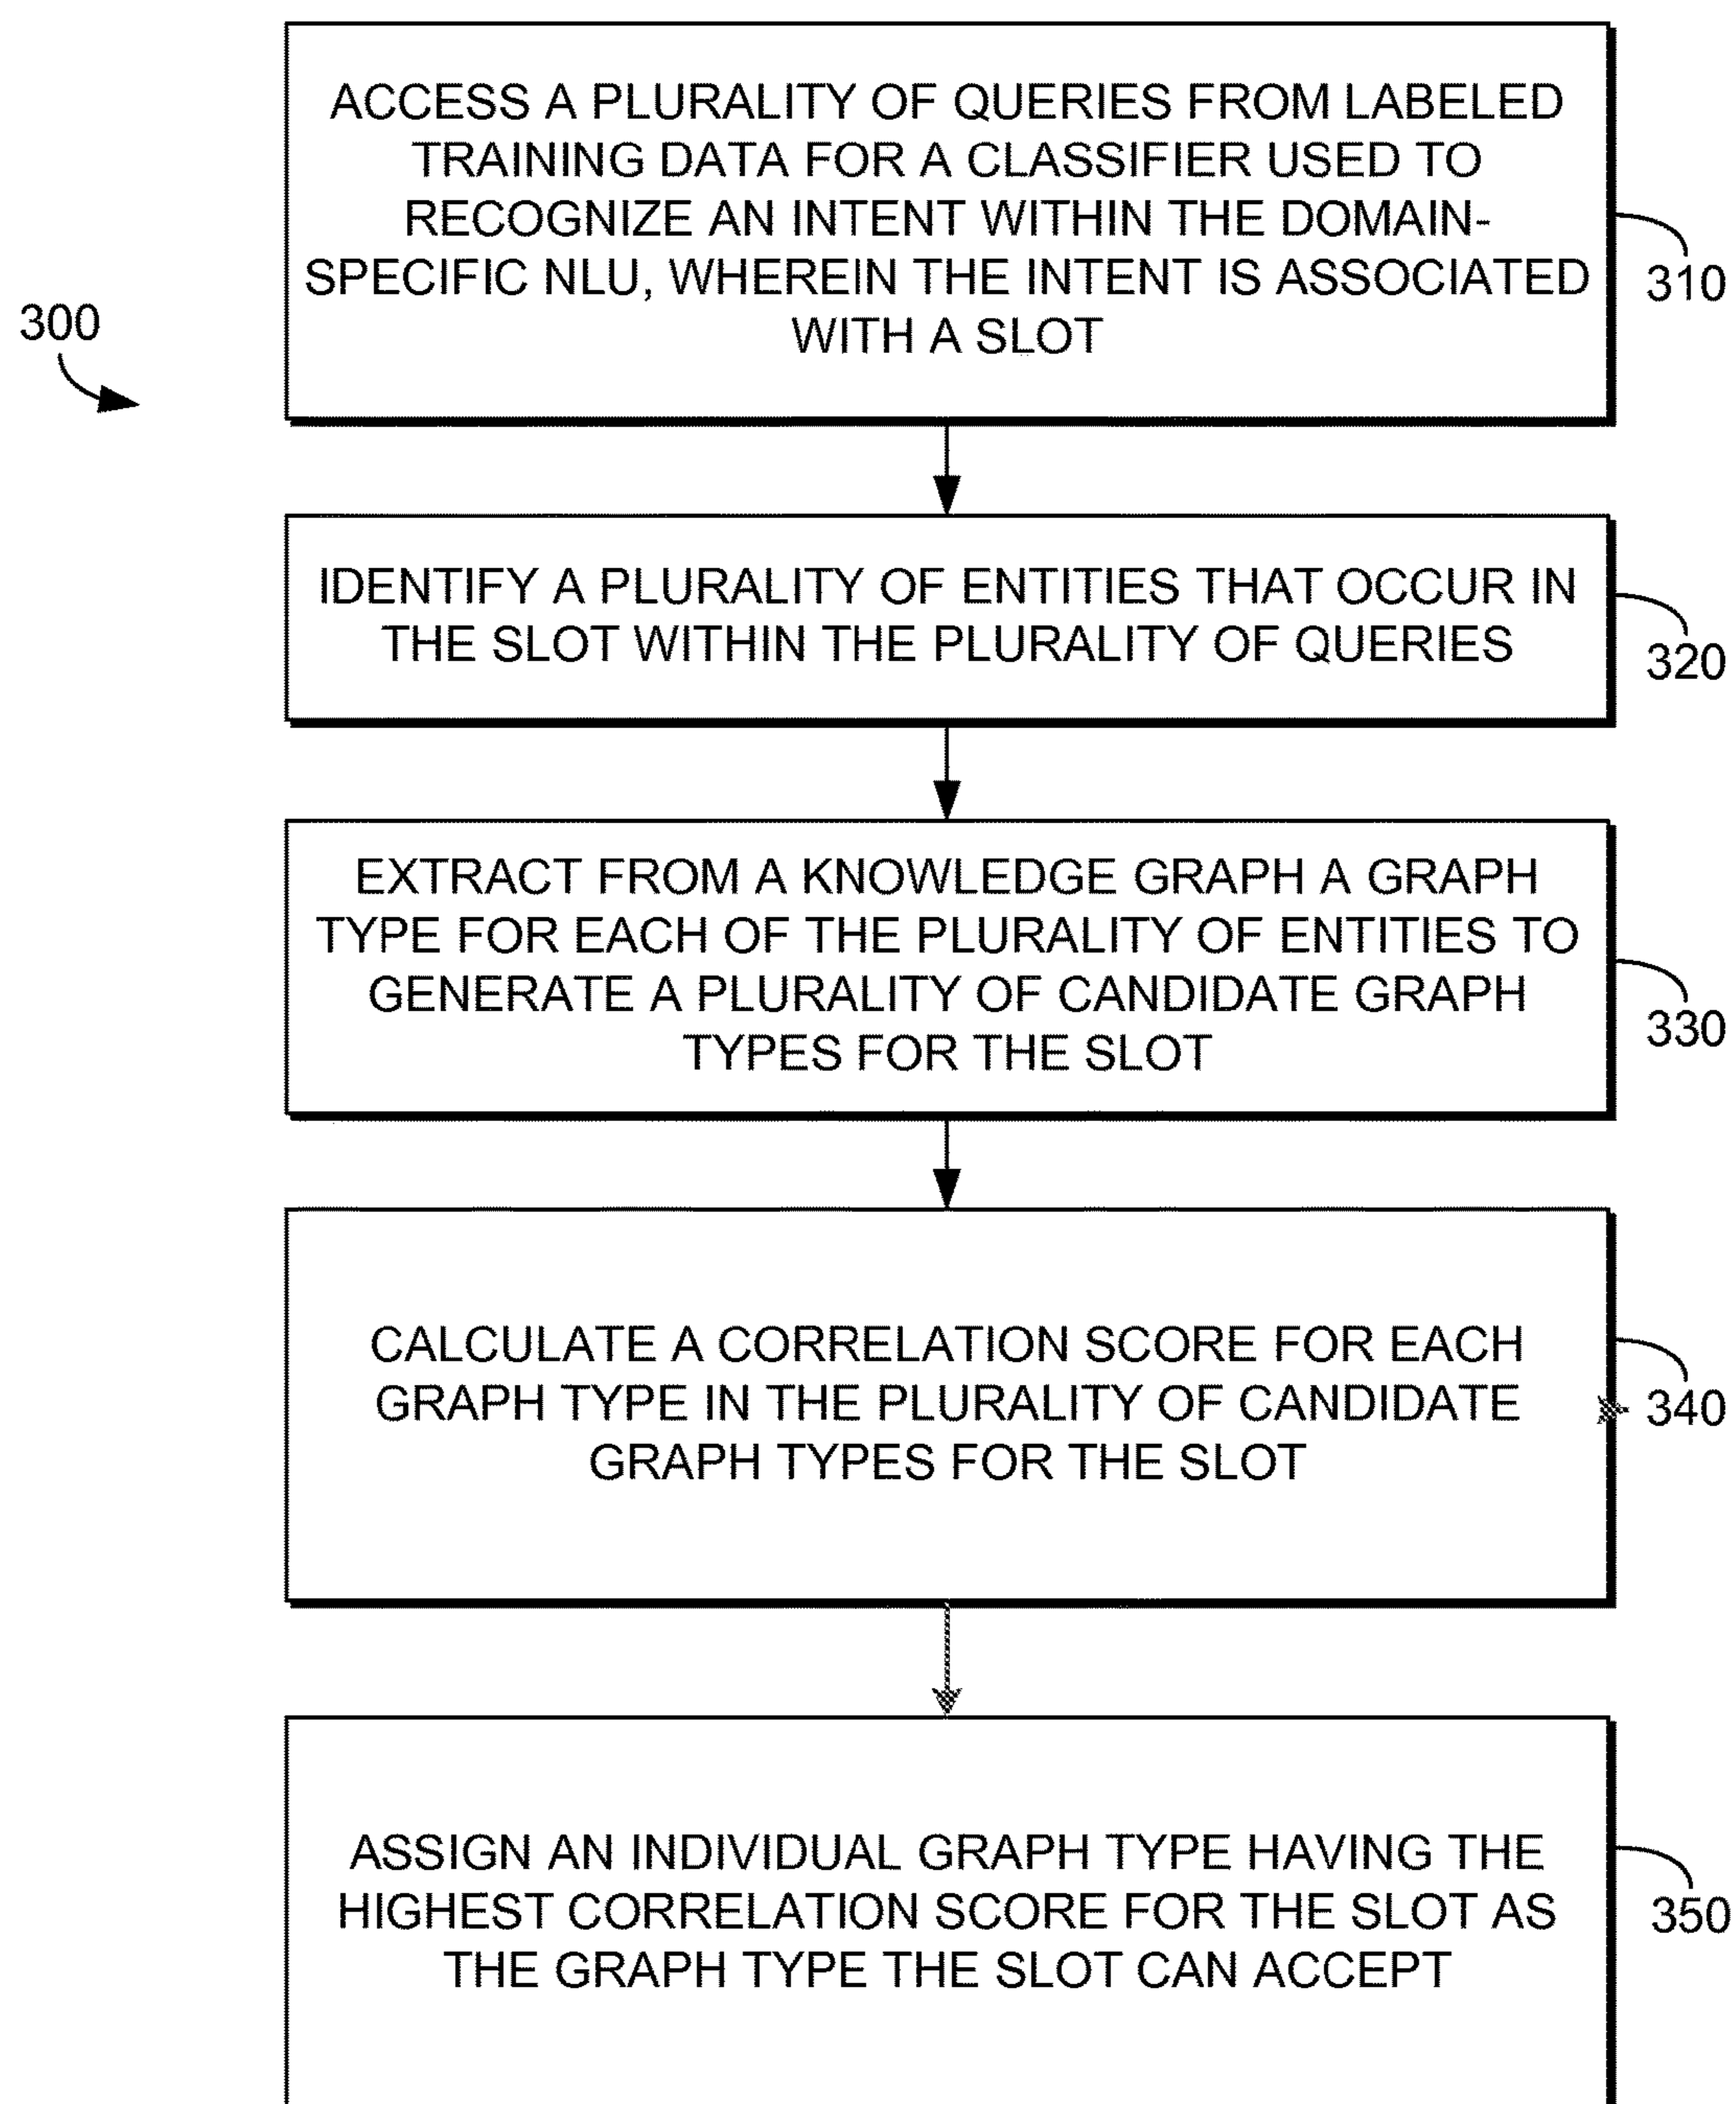 ACCESS A PLURALITY OF QUERIES FROM LABELED
TRAINING DATA FOR A CLASSIFIER USED TO
RECOGNIZE AN INTENT WITHIN THE DOMAIN-
SPECIFIC NLU, WHEREIN THE INTENT IS ASSOCIATED
WITH A SLOT
310
300
IDENTIFY A PLURALITY OF ENTITIES THAT OCCUR IN
THE SLOT WITHIN THE PLURALITY OF QUERIES
320
EXTRACT FROM A KNOWLEDGE GRAPH A GRAPH
TYPE FOR EACH OF THE PLURALITY OF ENTITIES TO
GENERATE A PLURALITY OF CANDIDATE GRAPH
TYPES FOR THE SLOT
330
CALCULATE A CORRELATION SCORE FOR EACH
GRAPH TYPE IN THE PLURALITY OF CANDIDATE
GRAPH TYPES FOR THE SLOT
340
ASSIGN AN INDIVIDUAL GRAPH TYPE HAVING THE
HIGHEST CORRELATION SCORE FOR THE SLOT AS
THE GRAPH TYPE THE SLOT CAN ACCEPT
350